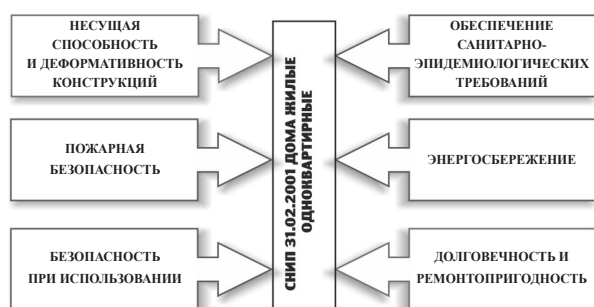 НЕСУЩАЯ
СПОСОБНОСТЬ
И ДЕФОРМАТИВНОСТЬ
КОНСТРУКЦИЙ
ПОЖАРНАЯ
БЕЗОПАСНОСТЬ
БЕЗОПАСНОСТЬ
ПРИ ИСПОЛЬЗОВАНИИ
СНИП 31.02.2001 ДОМА ЖИЛЫЕ
ОДНОКВАРТИРНЫЕ
ОБЕСПЕЧЕНИЕ
САНИТАРНО-
ЭПИДЕМИОЛОГИЧЕСКИХ
ТРЕБОВАНИЙ
ЭНЕРГОСБЕРЕЖЕНИЕ
ДОЛГОВЕЧНОСТЬ И
РЕМОНТОПРИГОДНОСТЬ